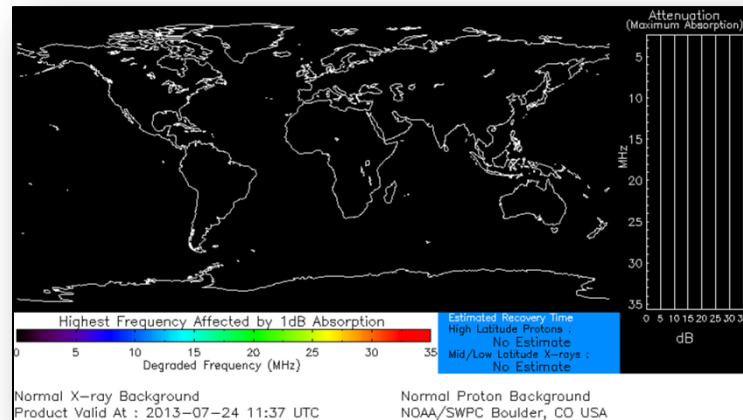 Attenuation
(Maximum Absorption)
5
10
15
20
25
30
35
MHz
0 5 10 15 20 25 30
dB
Highest Frequency Affected by 1dB Absorption
0 5 10 15 20 25 30 35
Degraded Frequency (MHz)
Estimated Recovery Time
High Latitude Protons :
No Estimate
Mid/Low Latitude X-rays :
No Estimate
Normal X-ray Background
Normal Proton Background
Product Valid At : 2013-07-24 11:37 UTC
NOAA/SWPC Boulder, CO USA